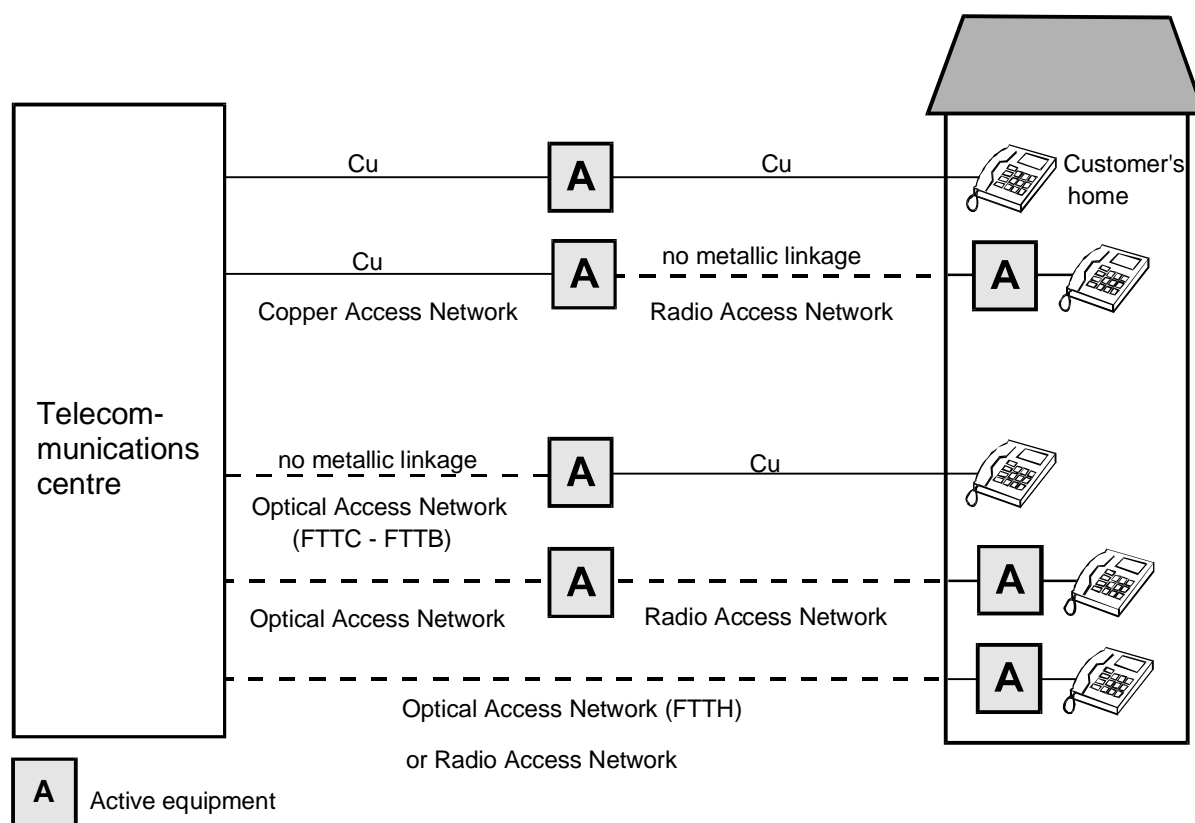 Cu
A
Cu
Customer's
home
Cu
A
no metallic linkage
A
Copper Access Network
Radio Access Network
Telecom-
munications
centre
no metallic linkage
A
Cu
Optical Access Network
(FTTC - FTTB)
A
A
Optical Access Network
Radio Access Network
A
Optical Access Network (FTTH)
or Radio Access Network
A
Active equipment